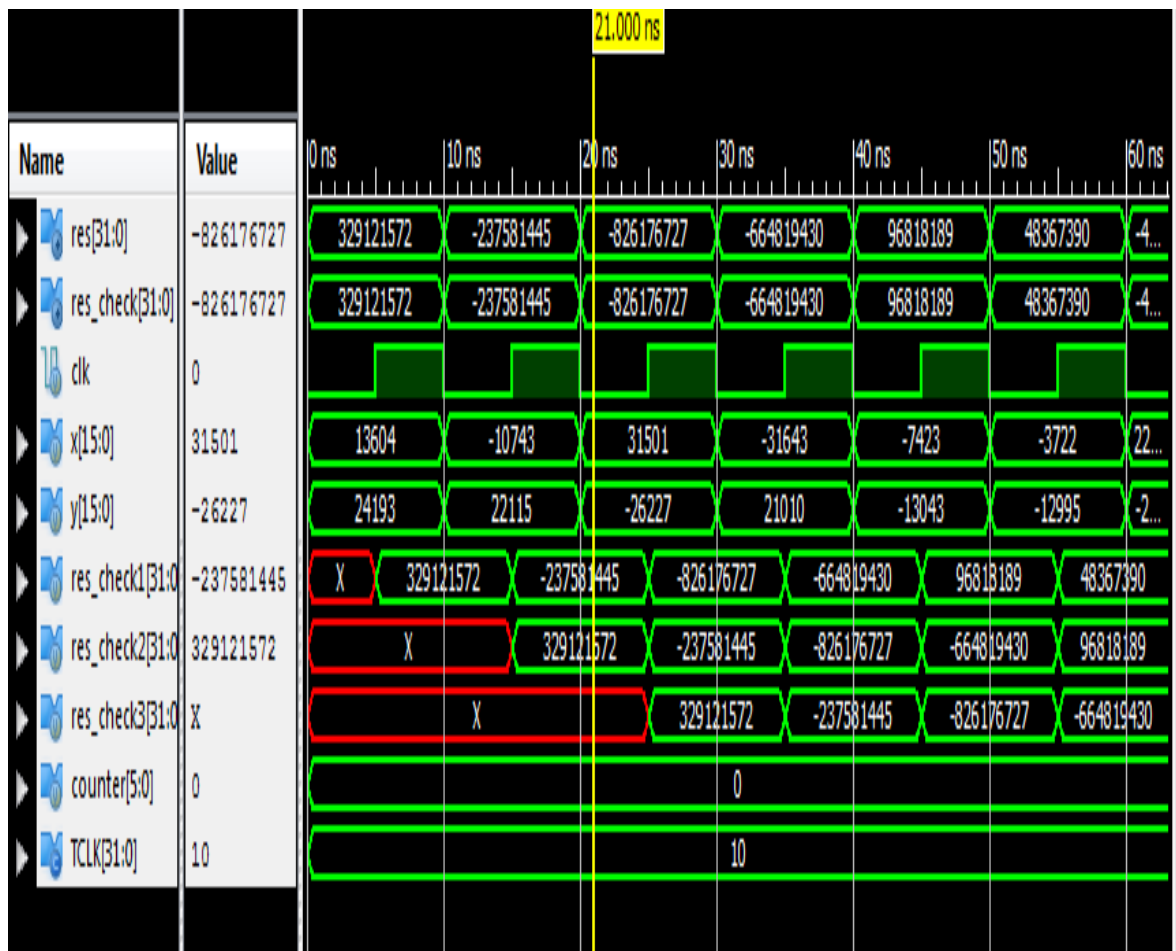 21.000 ns
Name Value 0 ns 10 ns 20 ns 30 ns 40 ns 50 ns 60 ns
res[31:0] -826176727 329121572 -237581445 -826176727 -664819430 96818189 48367390 -4...
res_check[31:0] -826176727 329121572 -237581445 -826176727 -664819430 96818189 48367390 -4...
clk 0
x[15:0] 31501 13604 -10743 31501 -31643 -7423 -3722 22...
y[15:0] -26227 24193 22115 -26227 21010 -13043 -12995 -2...
res_check1[31:0 -237581445 X 329121572 -237581445 -826176727 -664819430 96818189 48367390
res_check2[31:0 329121572 X 329121572 -237581445 -826176727 -664819430 96818189
res_check3[31:0 X X 329121572 -237581445 -826176727 -664819430
counter[5:0] 0 0
TCLK[31:0] 10 10